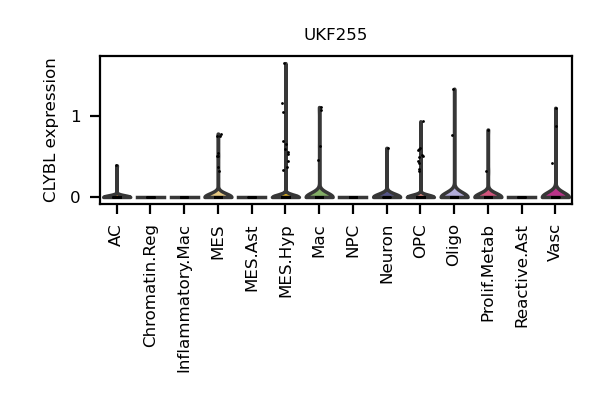 UKF255
CLYBL expression
1
0
AC
Chromatin.Reg
Inflammatory.Mac
MES
MES.Ast
MES.Hyp
Mac
NPC
Neuron
OPC
Oligo
Prolif.Metab
Reactive.Ast
Vasc